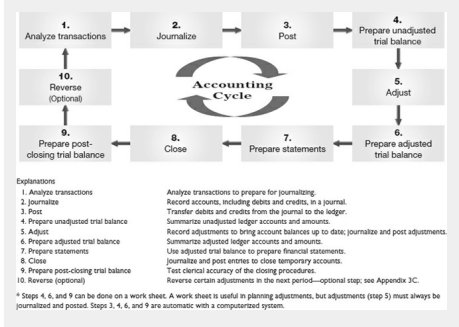 1.
Analyze transactions
2.
Journalize
3.
Post
4.
Prepare unadjusted
trial balance
10.
Reverse
(Optional)
Accounting
Cycle
5.
Adjust
9.
Prepare post-
closing trial balance
8.
Close
7.
Prepare statements
6.
Prepare adjusted
trial balance
Explanations
1. Analyze transactions Analyze transactions to prepare for journalizing.
2. Journalize Record accounts, including debits and credits, in a journal.
3. Post Transfer debits and credits from the journal to the ledger.
4. Prepare unadjusted trial balance Summarize unadjusted ledger accounts and amounts.
5. Adjust Record adjustments to bring account balances up to date; journalize and post adjustments.
6. Prepare adjusted trial balance Summarize adjusted ledger accounts and amounts.
7. Prepare statements Use adjusted trial balance to prepare financial statements.
8. Close Journalize and post entries to close temporary accounts.
9. Prepare post-closing trial balance Test clerical accuracy of the closing procedures.
10. Reverse (optional) Reverse certain adjustments in the next period—optional step; see Appendix 3C.
* Steps 4, 6, and 9 can be done on a work sheet. A work sheet is useful in planning adjustments, but adjustments (step 5) must always be
journalized and posted. Steps 3, 4, 6, and 9 are automatic with a computerized system.